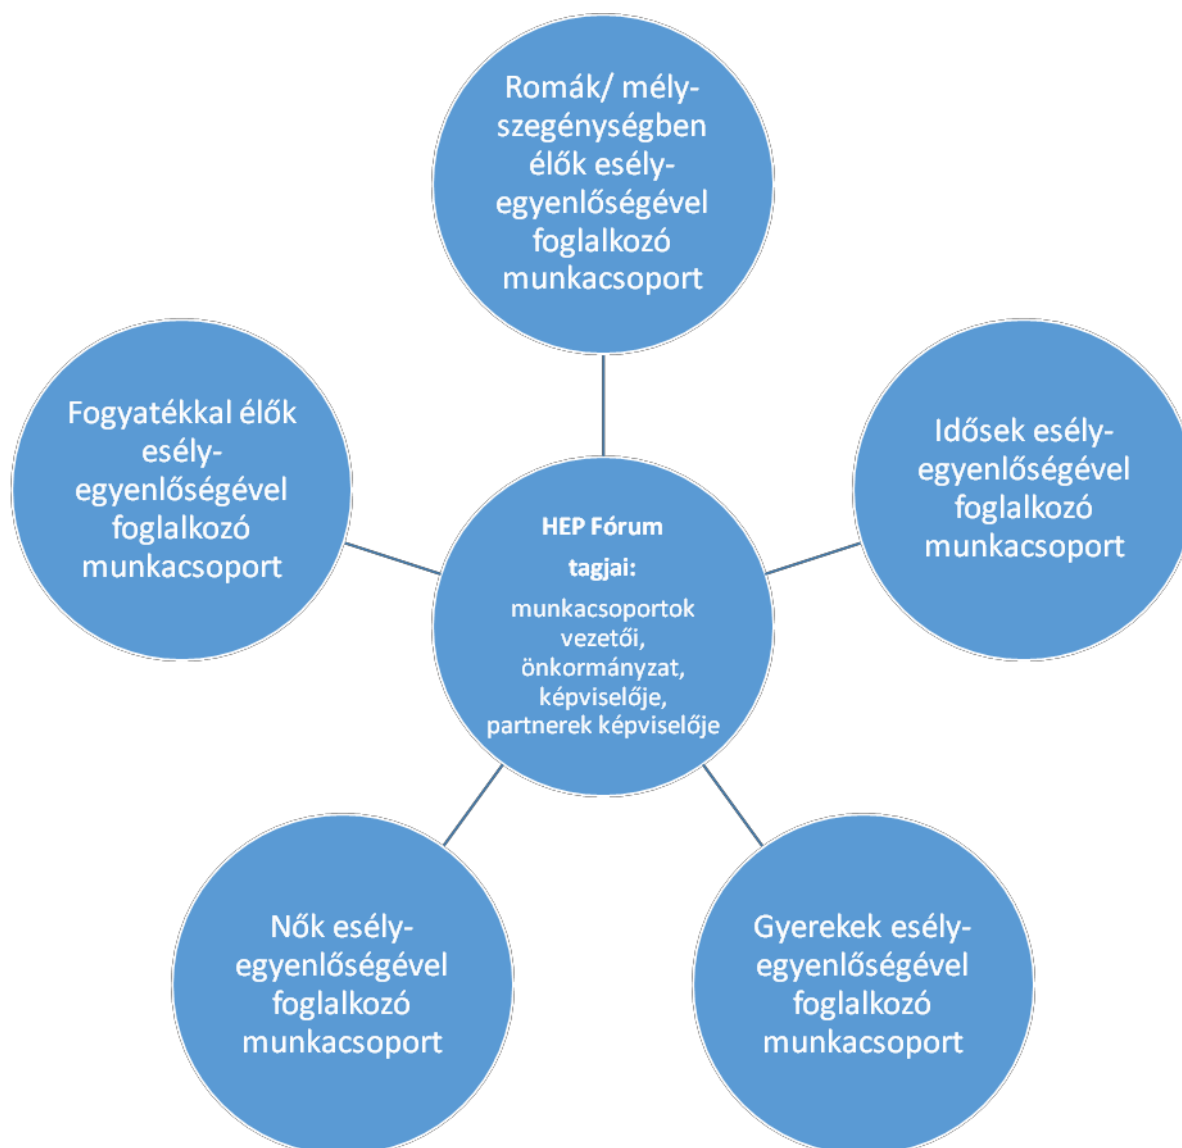 Romák/ mély-
szegénységben
élők esély-
egyenlőségével
foglalkozó
munkacsoport
Fogyatékkal élők
esély-
egyenlőségével
foglalkozó
munkacsoport
Idősek esély-
egyenlőségével
foglalkozó
munkacsoport
HEP Fórum
tagjai:
munkacsoportok
vezetői,
önkormányzat,
képviselője,
partnerek képviselője
Nők esély-
egyenlőségével
foglalkozó
munkacsoport
Gyerekek esély-
egyenlőségével
foglalkozó
munkacsoport